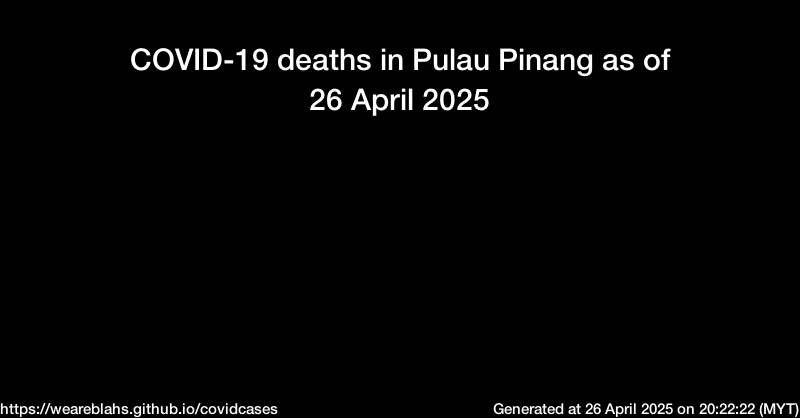 COVID-19 deaths in Pulau Pinang as of
26 April 2025
https://weareblahs.github.io/covidcases
Generated at 26 April 2025 on 20:22:22 (MYT)